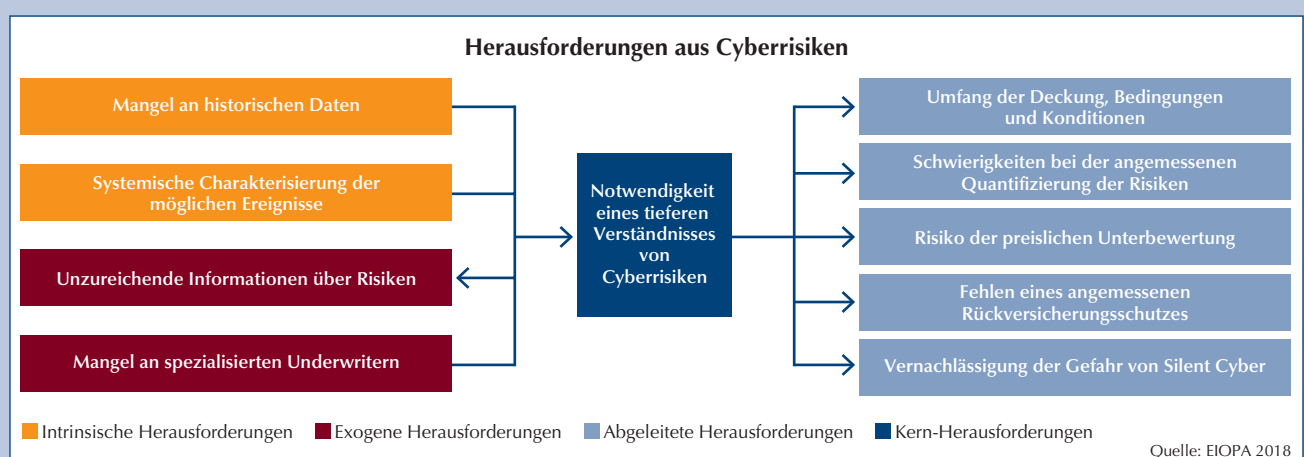 Herausforderungen aus Cyberrisiken
Mangel an historischen Daten
Systemische Charakterisierung der
möglichen Ereignisse
Unzureichende Informationen über Risiken
Mangel an spezialisierten Underwritern
Notwendigkeit
eines tieferen
Verständnisses
von
Cyberrisiken
Umfang der Deckung, Bedingungen
und Konditionen
Schwierigkeiten bei der angemessenen
Quantifizierung der Risiken
Risiko der preislichen Unterbewertung
Fehlen eines angemessenen
Rückversicherungsschutzes
Vernachlässigung der Gefahr von Silent Cyber
Intrinsische Herausforderungen
Exogene Herausforderungen
Abgeleitete Herausforderungen
Kern-Herausforderungen
Quelle: EIOPA 2018